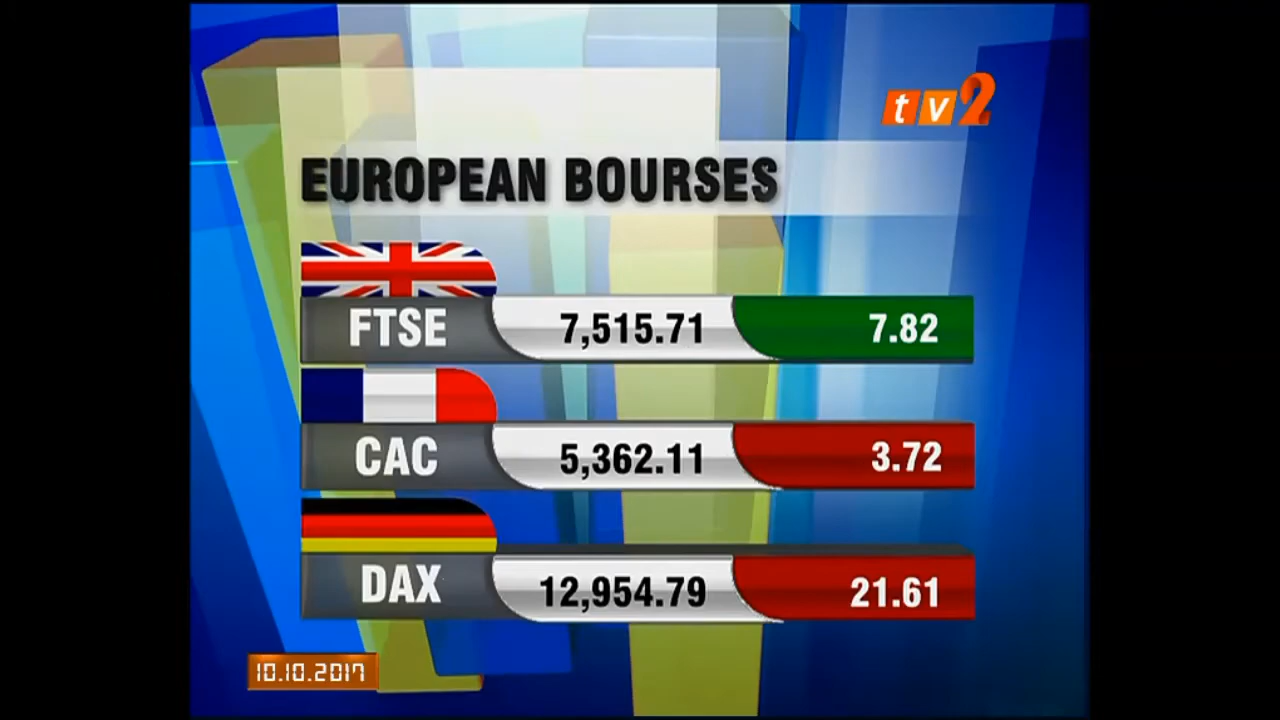 tv2
EUROPEAN BOURSES
FTSE 7,515.71 7.82
CAC 5,362.11 3.72
DAX 12,954.79 21.61
10.10.2017